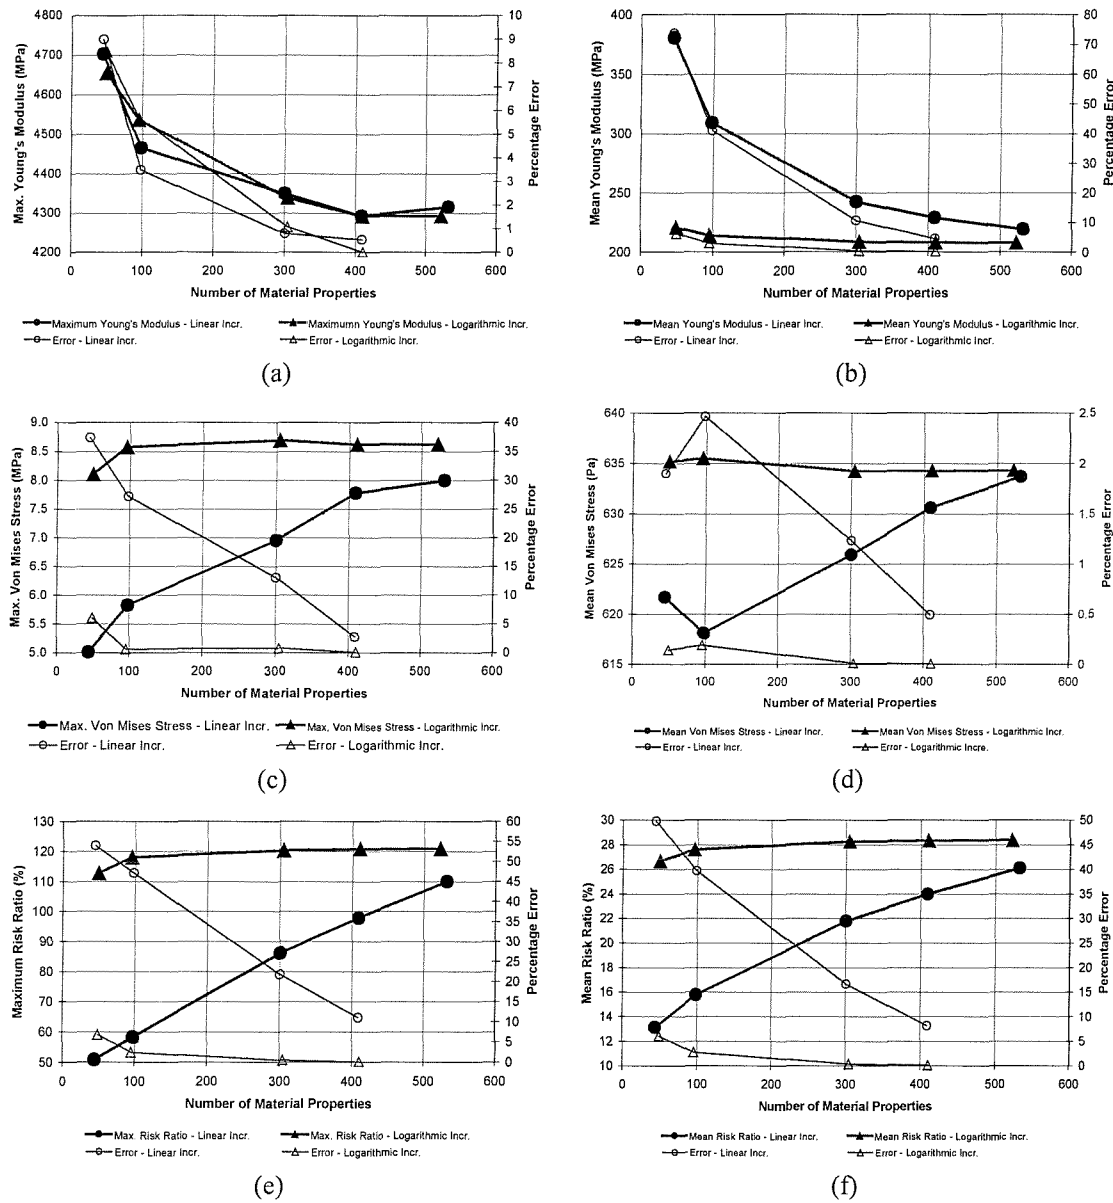 4800
4700
4600
4500
4400
4300
4200
Max. Young's Modulus (MPa)
10
9
8
7
6
5
4
3
2
1
0
Percentage Error
0 100 200 300 400 500 600
Number of Material Properties
Maximum Young's Modulus - Linear Incr. Maximumn Young's Modulus - Logarithmic Incr.
Error - Linear Incr. Error - Logarithmic Incr.
(a)
400
350
300
250
200
Mean Young's Modulus (MPa)
80
70
60
50
40
30
20
10
0
Percentage Error
0 100 200 300 400 500 600
Number of Material Properties
Mean Young's Modulus - Linear Incr. Mean Young's Modulus - Logarithmic Incr.
Error - Linear Incr. Error - Logarithmic Incr.
(b)
9.0
8.5
8.0
7.5
7.0
6.5
6.0
5.5
5.0
Max. Von Mises Stress (MPa)
40
35
30
25
20
15
10
5
0
Percentage Error
0 100 200 300 400 500 600
Number of Material Properties
Max. Von Mises Stress - Linear Incr. Max. Von Mises Stress - Logarithmic Incr.
Error - Linear Incr. Error - Logarithmic Incr.
(c)
640
635
630
625
620
615
Mean Von Mises Stress (Pa)
2.5
2
1.5
1
0.5
0
Percentage Error
0 100 200 300 400 500 600
Number of Material Properties
Mean Von Mises Stress - Linear Incr. Mean Von Mises Stress - Logarithmic Incr.
Error - Linear Incr. Error - Logarithmic Incre.
(d)
130
120
110
100
90
80
70
60
50
Maximum Risk Ratio (%)
60
55
50
45
40
35
30
25
20
15
10
5
0
Percentage Error
0 100 200 300 400 500 600
Number of Material Properties
Max. Risk Ratio - Linear Incr. Max. Risk Ratio - Logarithmic Incr.
Error - Linear Incr. Error - Logarithmic Incr.
(e)
30
28
26
24
22
20
18
16
14
12
10
Mean Risk Ratio (%)
50
45
40
35
30
25
20
15
10
5
0
Percentage Error
0 100 200 300 400 500 600
Number of Material Properties
Mean Risk Ratio - Linear Incr. Mean Risk Ratio - Logarithmic Incr.
Error - Linear Incr. Error - Logarithmic Incr.
(f)